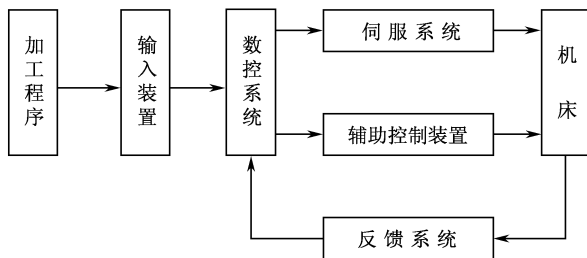 加工程序
输入装置
数控系统
伺服系统
辅助控制装置
机床
反馈系统